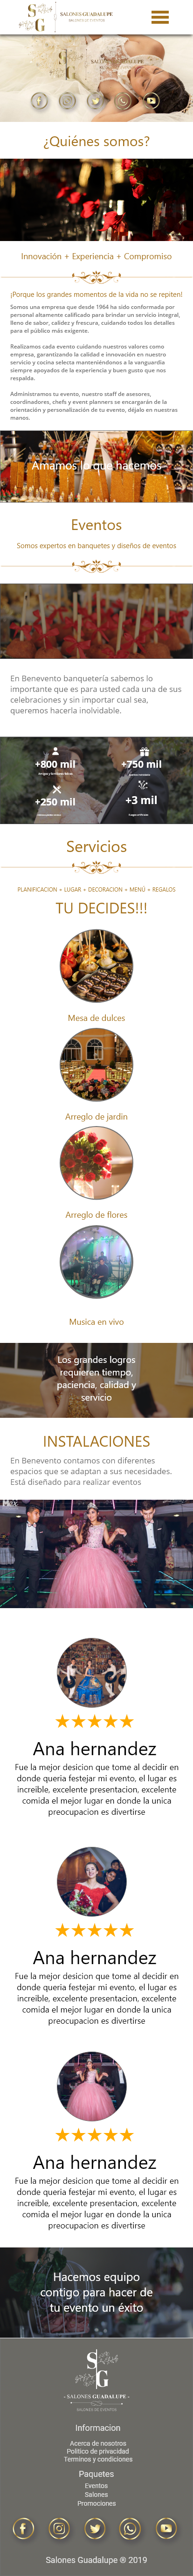 SALONES GUADALUPE
SALONES DE EVENTOS
SALONES GUADALUPE
¿Quiénes somos?
Innovación + Experiencia + Compromiso
¡Porque los grandes momentos de la vida no se repiten!
Somos una empresa que desde 1964 ha sido conformada por
personal altamente calificado para dar un servicio integral,
lleno de sabor, calidez y frescura, cuidando todos los detalles
para el público más exigente.
Realizamos cada evento cuidando nuestros valores como
empresa, garantizando la calidad e innovación en nuestro
servicio y cocina selecta manteniéndonos a la vanguardia
siempre apoyados de la experiencia y buen gusto que nos
respalda.
Administramos tu evento, nuestro staff de asesores,
coordinadores, chefs y event planners se encargarán de la
orientación y personalización de tu evento, déjalo en nuestras
manos.
Amamos lo que hacemos
Eventos
Somos expertos en banquetes y diseños de eventos
En Benevento banquetería sabemos lo
importante que es para usted cada una de sus
celebraciones y sin importar cual sea,
queremos hacerla inolvidable.
+800 mil
+750 mil
+250 mil
+3 mil
Servicios
PLANIFICACION + LUGAR + DECORACION + MENÚ + REGALOS
TU DECIDES!!!
Mesa de dulces
Arreglo de jardin
Arreglo de flores
Musica en vivo
Los grandes logros
requieren tiempo,
paciencia, calidad y
servicio
INSTALACIONES
En Benevento contamos con diferentes
espacios que se adaptan a sus necesidades.
Está diseñado para realizar eventos
Ana hernandez
Fue la mejor desicion que tome al decidir en
donde queria festejar mi evento, el lugar es
increible, excelente presentacion, excelente
comida el mejor lugar en donde la unica
preocupacion es divertirse
Ana hernandez
Fue la mejor desicion que tome al decidir en
donde queria festejar mi evento, el lugar es
increible, excelente presentacion, excelente
comida el mejor lugar en donde la unica
preocupacion es divertirse
Ana hernandez
Fue la mejor desicion que tome al decidir en
donde queria festejar mi evento, el lugar es
increible, excelente presentacion, excelente
comida el mejor lugar en donde la unica
preocupacion es divertirse
Hacemos equipo
contigo para hacer de
tu evento un éxito
SG
· SALONES GUADALUPE ·
SALONES DE EVENTOS
Informacion
Acerca de nosotros
Politico de privacidad
Terminos y condiciones
Paquetes
Eventos
Salones
Promociones
Salones Guadalupe ® 2019